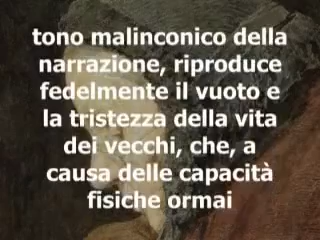 tono malinconico della
narrazione, riproduce
fedelmente il vuoto e
la tristezza della vita
dei vecchi, che, a
causa delle capacità
fisiche ormai